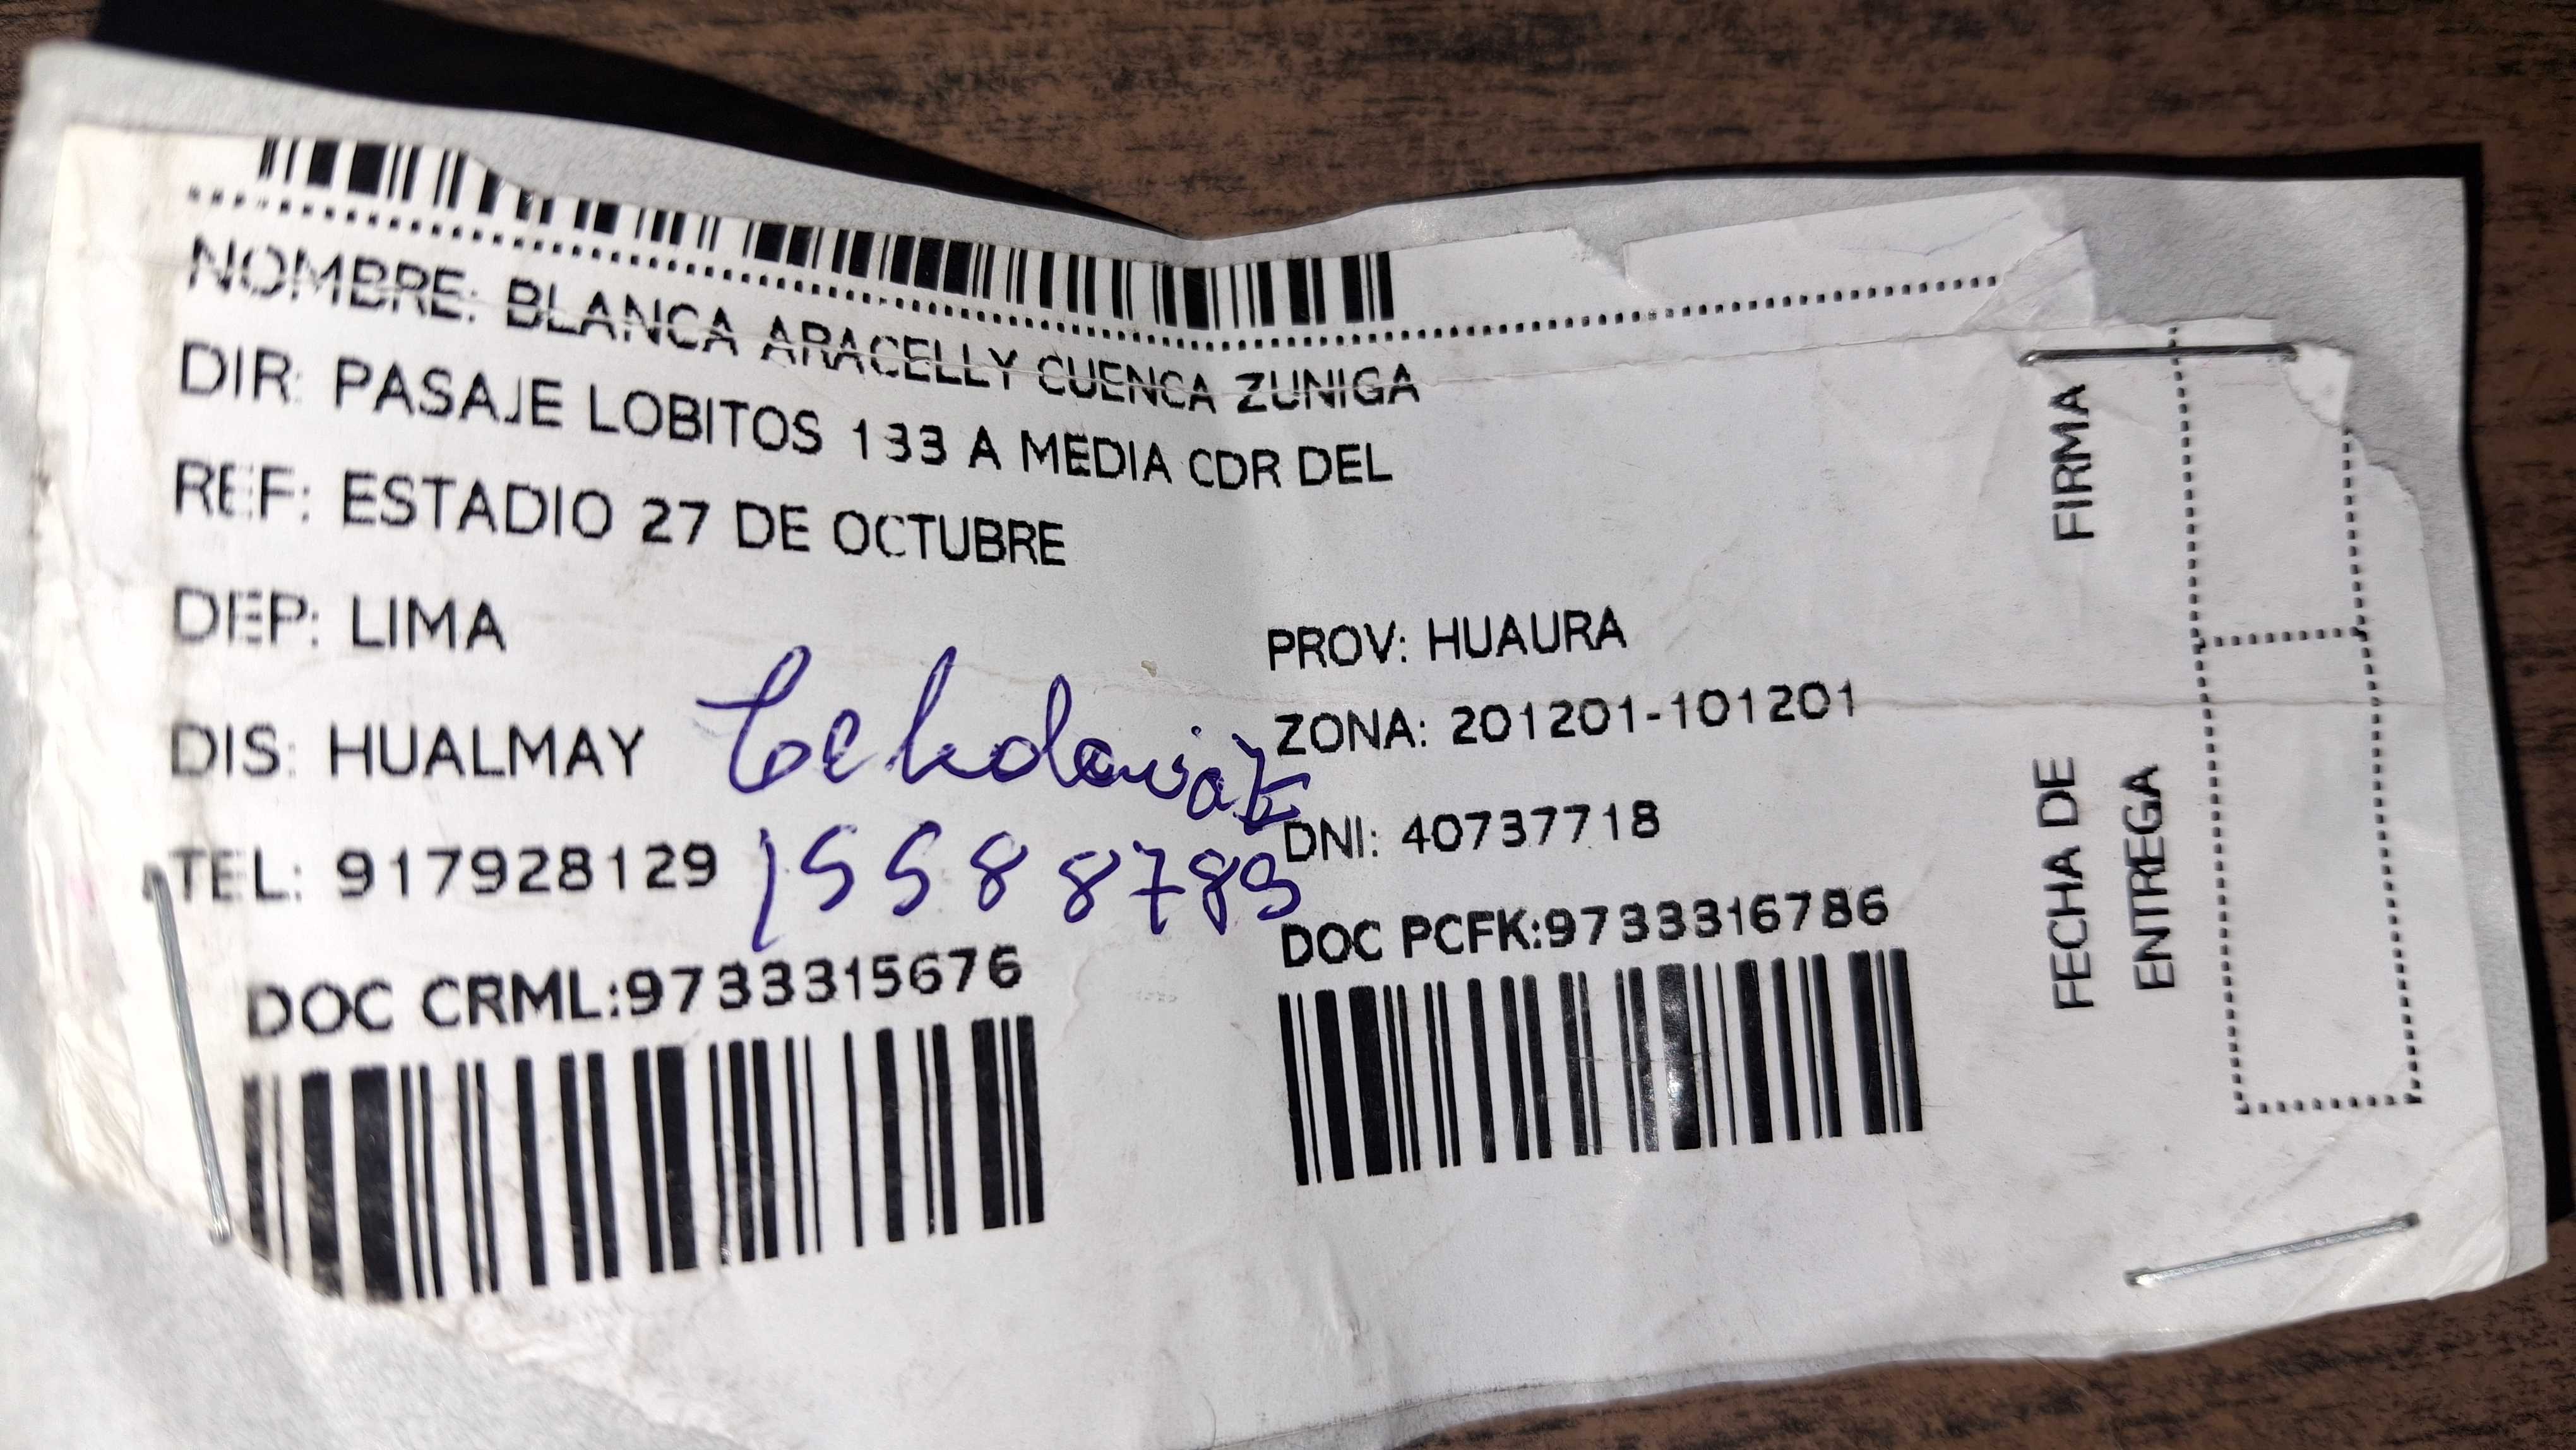 NOMBRE: BLANCA ARACELLY CUENCA ZUNIGA
DIR: PASAJE LOBITOS 133 A MEDIA CDR DEL
REF: ESTADIO 27 DE OCTUBRE
DEP: LIMA
PROV: HUAURA
DIS: HUALMAY
ZONA: 201201-101201
TEL: 917928129
15588789
DNI: 40737718
DOC CRML:9733315676
DOC PCFK:9733316786
FIRMA
FECHA DE
ENTREGA